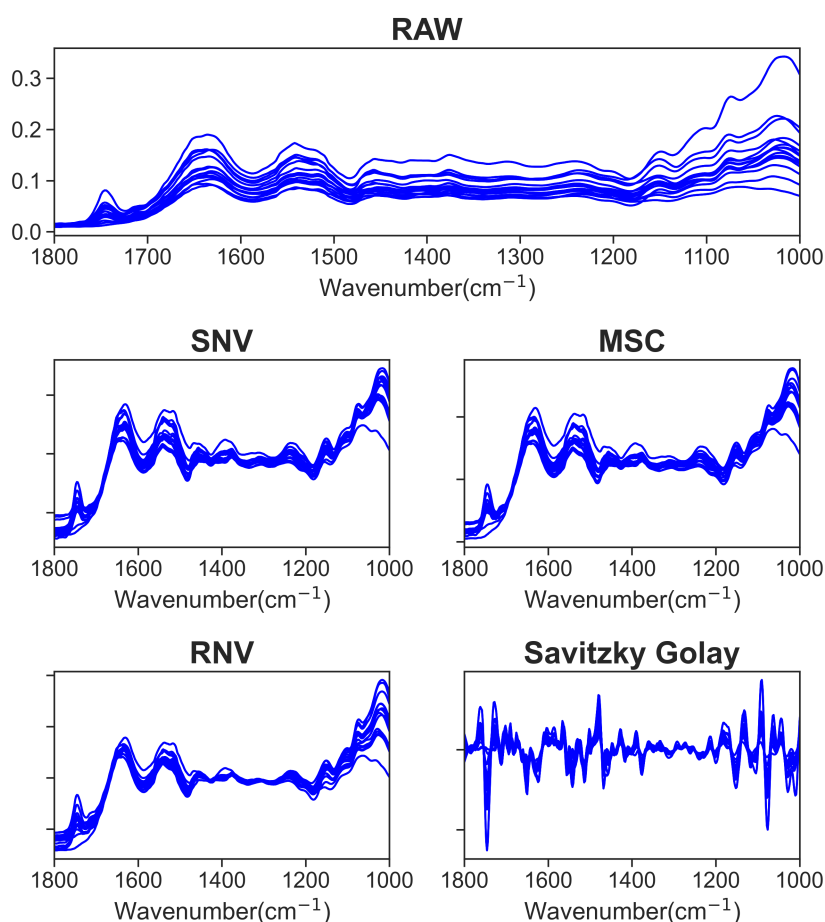 RAW
0.3
0.2
0.1
0.0
1800 1700 1600 1500 1400 1300 1200 1100 1000
Wavenumber(cm⁻¹)
SNV MSC
1800 1600 1400 1200 1000 1800 1600 1400 1200 1000
Wavenumber(cm⁻¹) Wavenumber(cm⁻¹)
RNV Savitzky Golay
1800 1600 1400 1200 1000 1800 1600 1400 1200 1000
Wavenumber(cm⁻¹) Wavenumber(cm⁻¹)